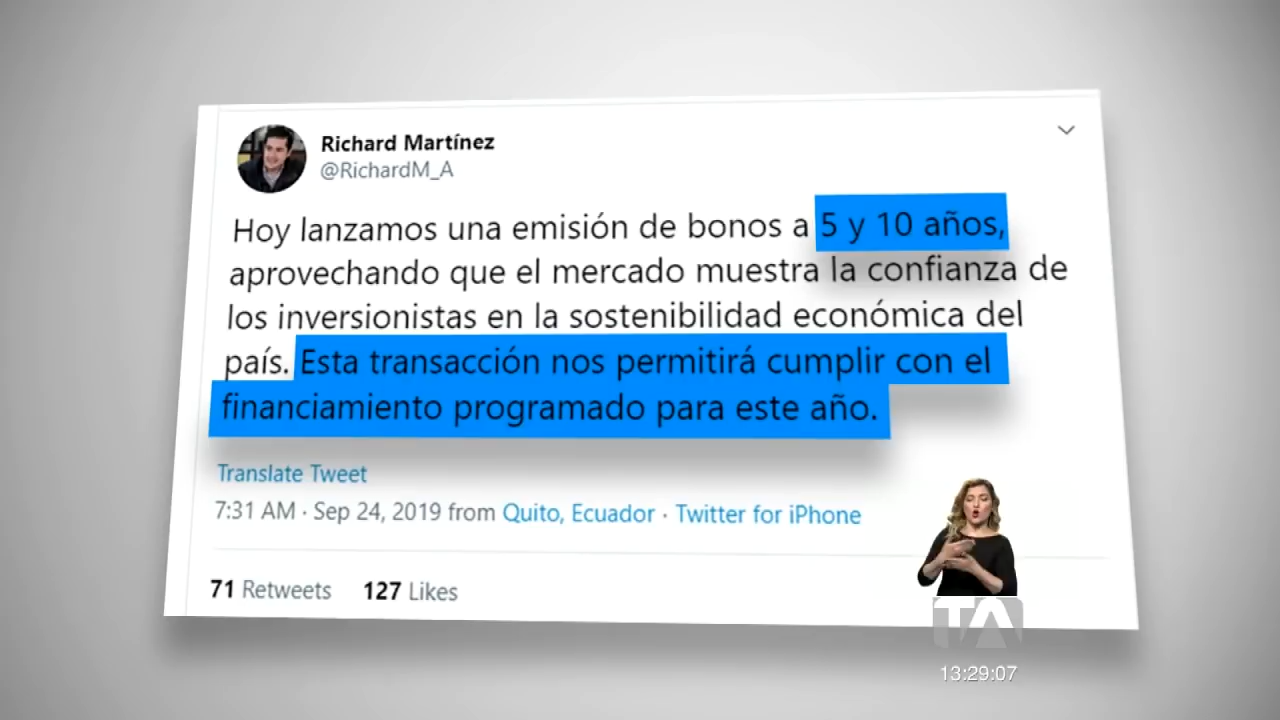 Richard Martínez
@RichardM_A
Hoy lanzamos una emisión de bonos a 5 y 10 años,
aprovechando que el mercado muestra la confianza de
los inversionistas en la sostenibilidad económica del
país. Esta transacción nos permitirá cumplir con el
financiamiento programado para este año.
Translate Tweet
7:31 AM · Sep 24, 2019 from Quito, Ecuador · Twitter for iPhone
71 Retweets 127 Likes
TA
13:29:07